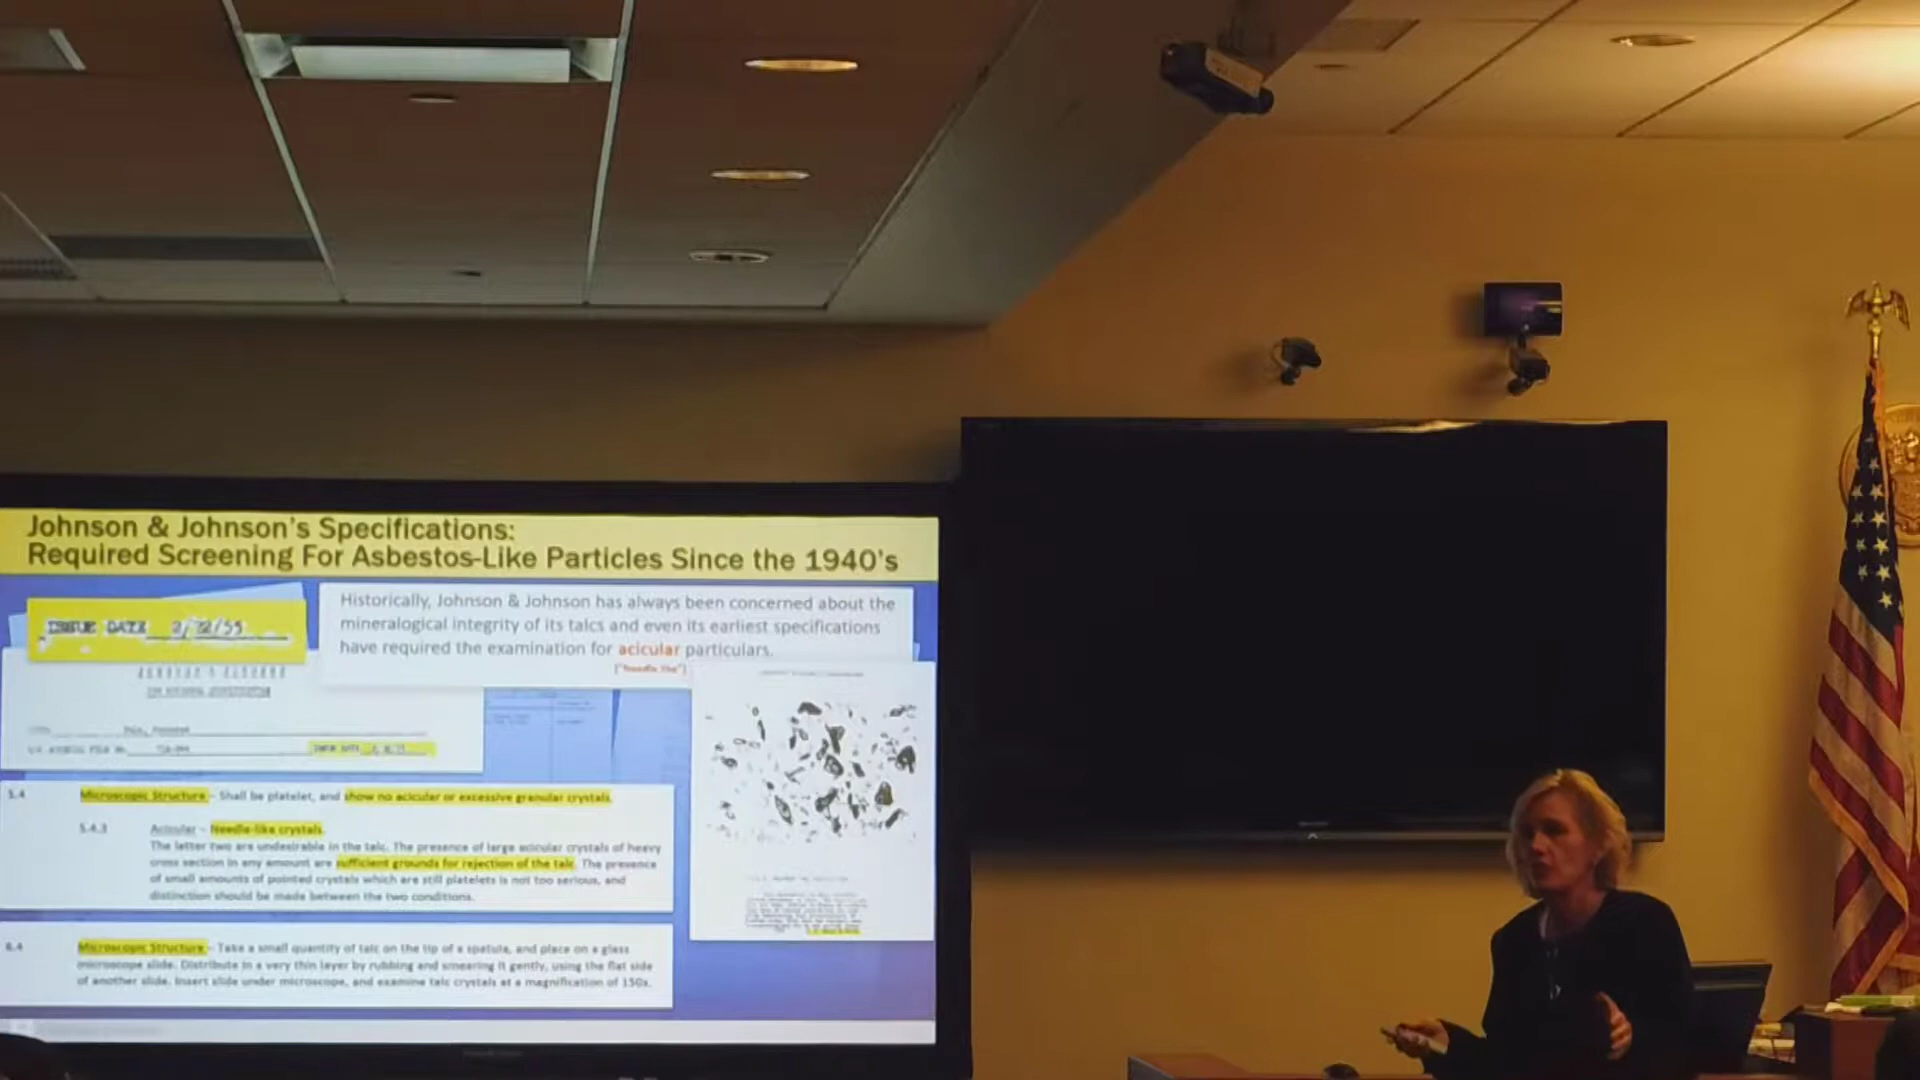 Johnson & Johnson's Specifications:
Required Screening For Asbestos-Like Particles Since the 1940's
Historically, Johnson & Johnson has always been concerned about the
mineralogical integrity of its talcs and even its earliest specifications
have required the examination for acicular particulars.
["Needle like"]
ISSUE DATE
5.4 Microscopic Structure – Shall be platelet, and show no acicular or excessive granular crystals.
5.4.3 Acicular – Needle-like crystals.
The latter two are undesirable in the talc. The presence of large acicular crystals of heavy
cross section in any amount are sufficient grounds for rejection of the talc. The presence
of small amounts of pointed crystals which are still platelets is not too serious, and
distinction should be made between the two conditions.
6.4 Microscopic Structure – Take a small quantity of talc on the tip of a spatula, and place on a glass
microscope slide. Distribute in a very thin layer by rubbing and smearing it gently, using the flat side
of another slide. Insert slide under microscope, and examine talc crystals at a magnification of 150x.